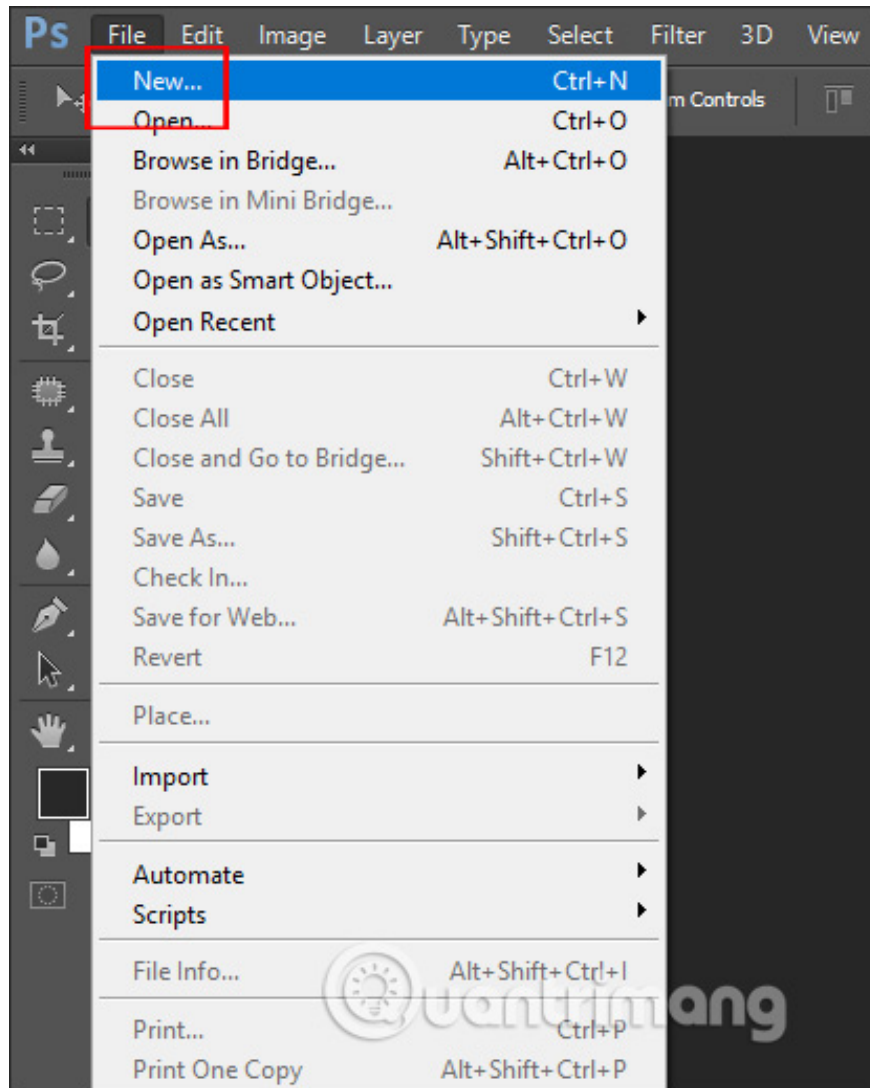 Ps File Edit Image Layer Type Select Filter 3D View
New... Ctrl+N
m Controls
Open... Ctrl+O
Browse in Bridge... Alt+Ctrl+O
Browse in Mini Bridge...
Open As... Alt+Shift+Ctrl+O
Open as Smart Object...
Open Recent
Close Ctrl+W
Close All Alt+Ctrl+W
Close and Go to Bridge... Shift+Ctrl+W
Save Ctrl+S
Save As... Shift+Ctrl+S
Check In...
Save for Web... Alt+Shift+Ctrl+S
Revert F12
Place...
Import
Export
Automate
Scripts
File Info... Alt+Shift+Ctrl+I
Quantrimang
Print... Ctrl+P
Print One Copy Alt+Shift+Ctrl+P